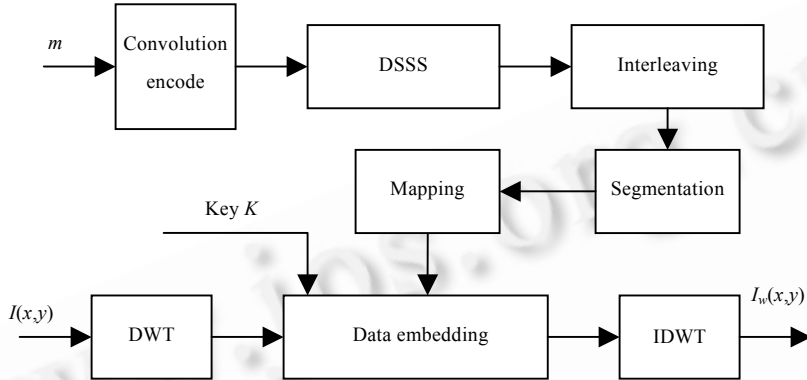 m
Convolution
encode
DSSS
Interleaving
Mapping
Segmentation
Key K
I(x,y)
DWT
Data embedding
IDWT
I_w(x,y)